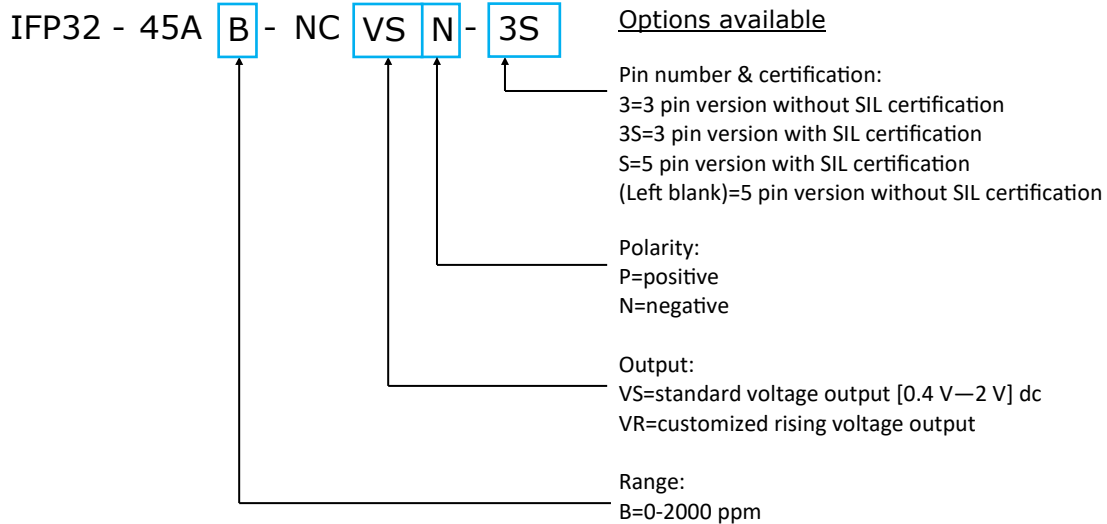 IFP32 - 45A B - NC VS N - 3S
Options available
Pin number & certification:
3=3 pin version without SIL certification
3S=3 pin version with SIL certification
S=5 pin version with SIL certification
(Left blank)=5 pin version without SIL certification
Polarity:
P=positive
N=negative
Output:
VS=standard voltage output [0.4 V—2 V] dc
VR=customized rising voltage output
Range:
B=0-2000 ppm